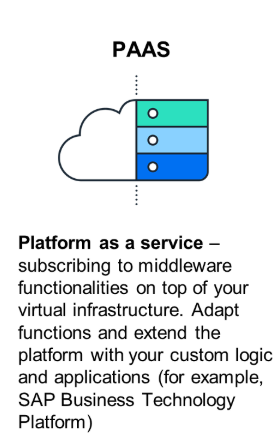 PAAS
Platform as a service –
subscribing to middleware
functionalities on top of your
virtual infrastructure. Adapt
functions and extend the
platform with your custom logic
and applications (for example,
SAP Business Technology
Platform)